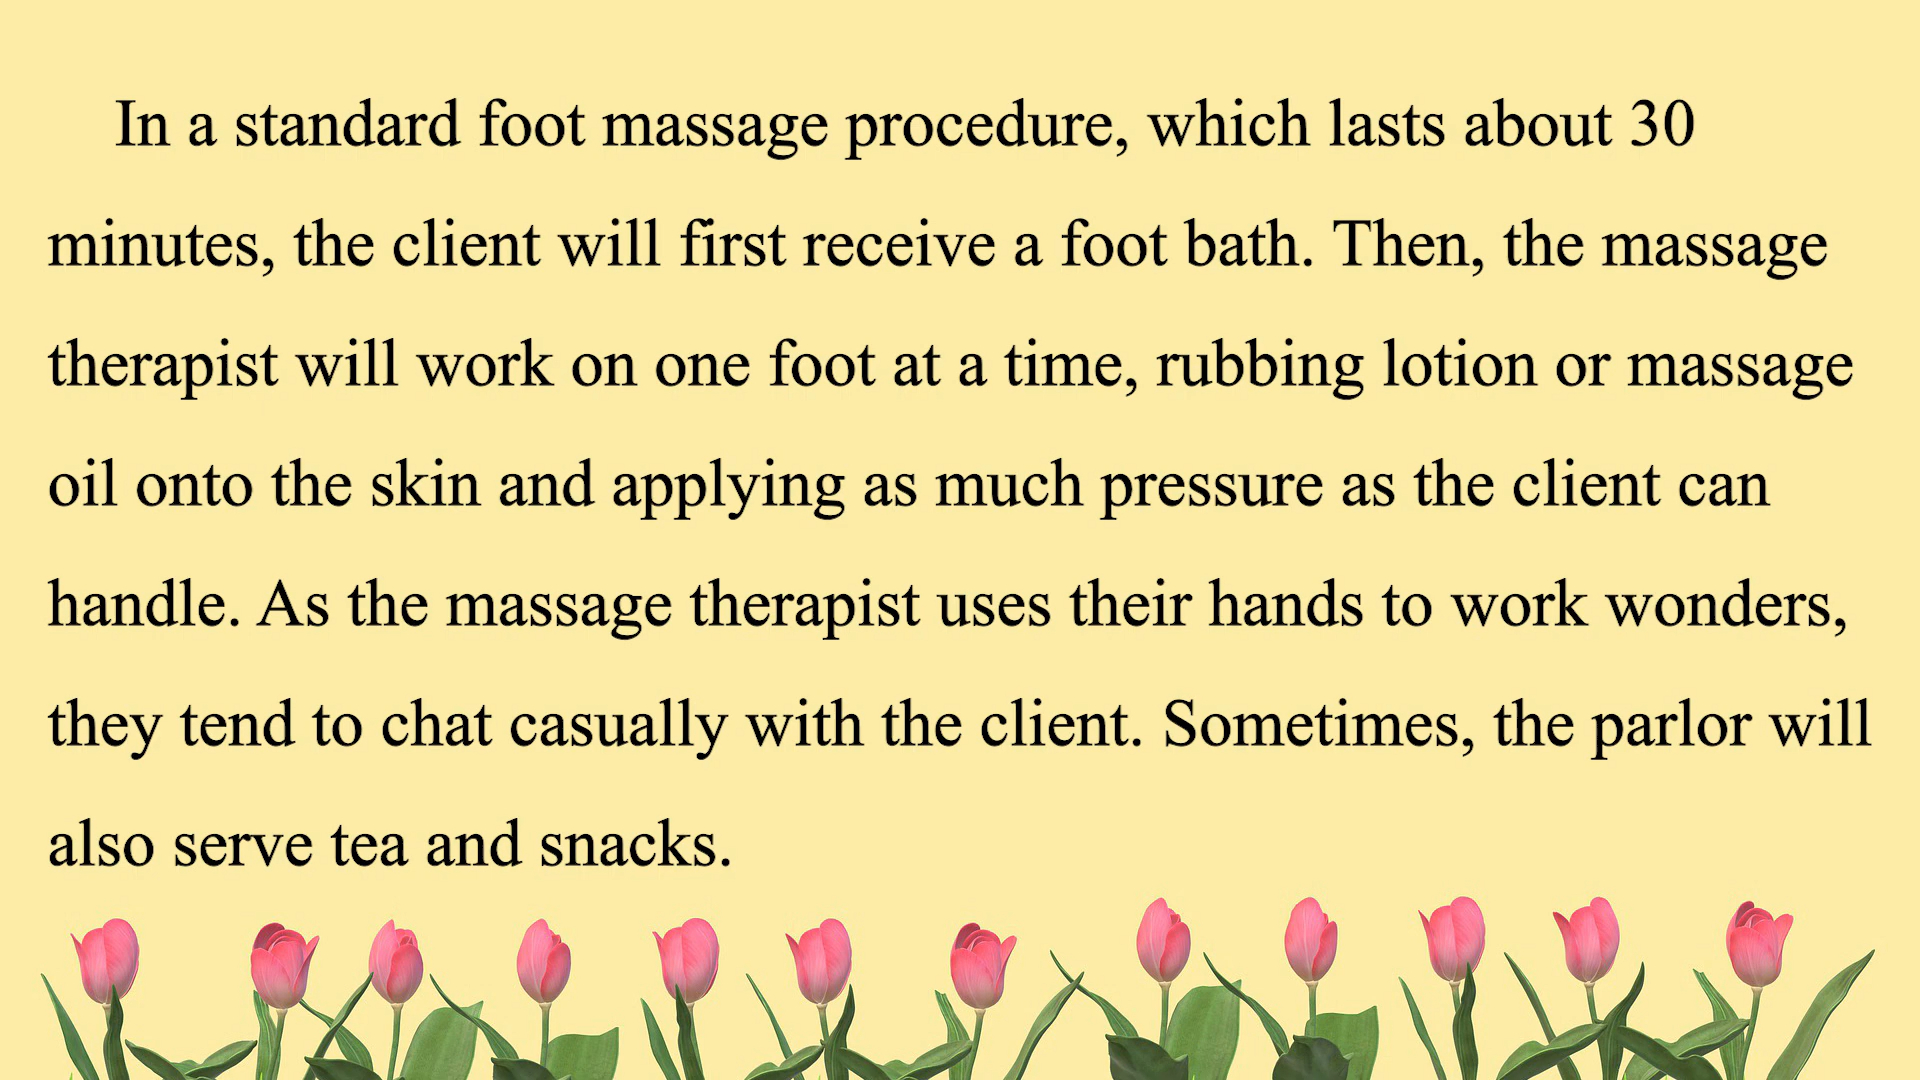 In a standard foot massage procedure, which lasts about 30
minutes, the client will first receive a foot bath. Then, the massage
therapist will work on one foot at a time, rubbing lotion or massage
oil onto the skin and applying as much pressure as the client can
handle. As the massage therapist uses their hands to work wonders,
they tend to chat casually with the client. Sometimes, the parlor will
also serve tea and snacks.